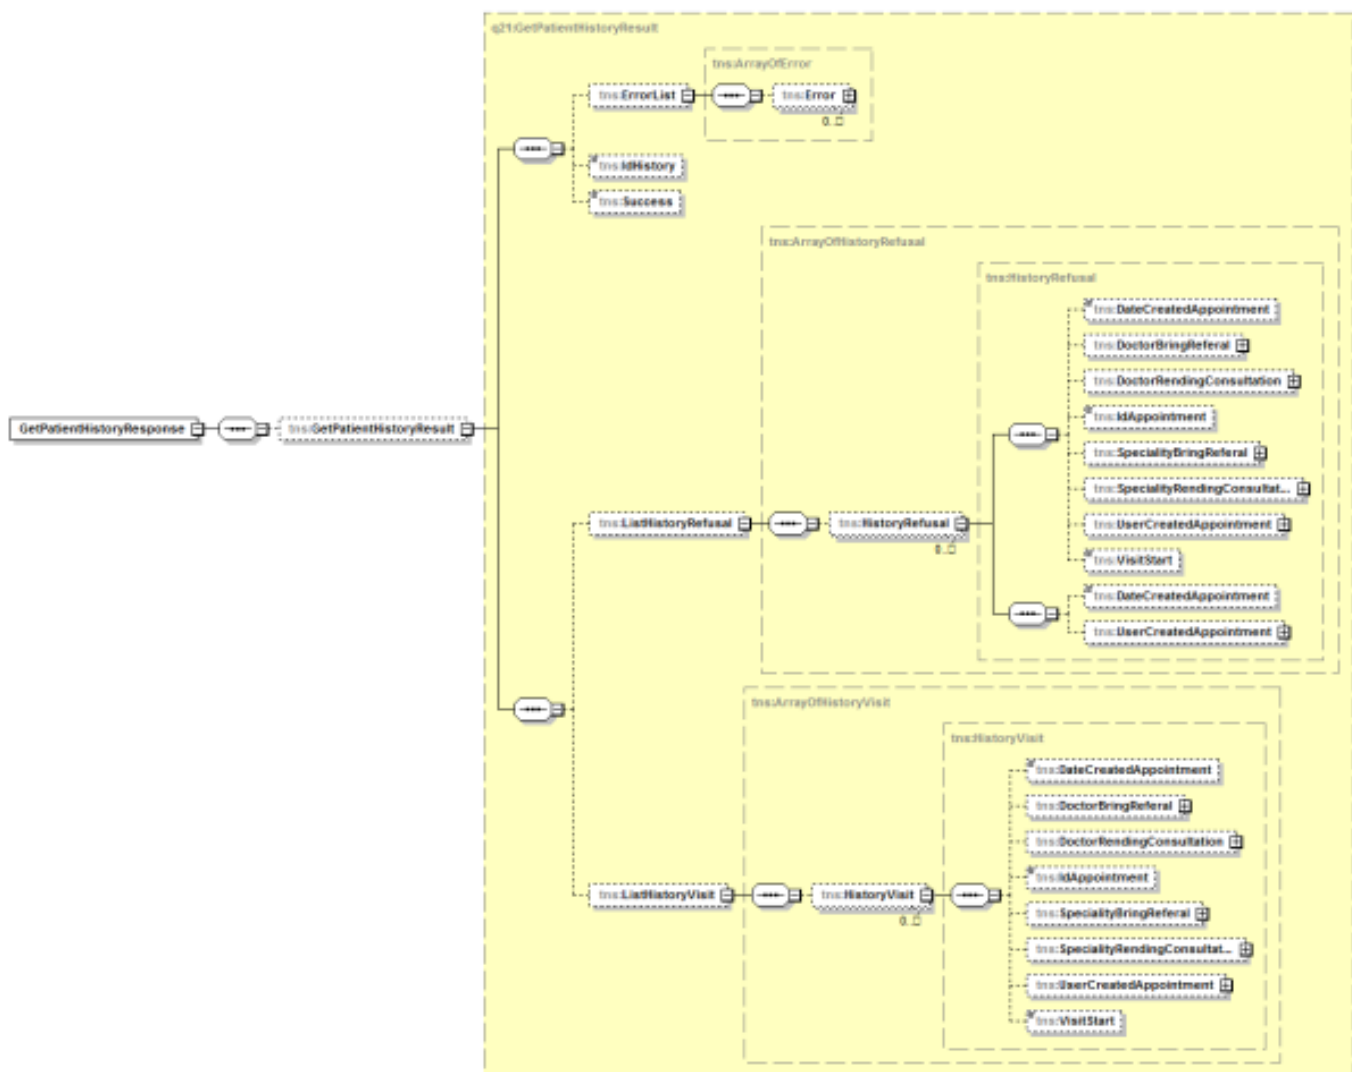 q21:GetPatientHistoryResult
tns:ArrayOfError
tns:ErrorList
tns:Error
0..
tns:IdHistory
tns:Success
tns:ArrayOfHistoryRefusal
tns:HistoryRefusal
tns:DateCreatedAppointment
tns:DoctorBringReferal
tns:DoctorRendingConsultation
tns:IdAppointment
GetPatientHistoryResponse
tns:GetPatientHistoryResult
tns:SpecialityBringReferal
tns:SpecialityRendingConsultat...
tns:ListHistoryRefusal
tns:HistoryRefusal
0..
tns:UserCreatedAppointment
tns:VisitStart
tns:DateCreatedAppointment
tns:UserCreatedAppointment
tns:ArrayOfHistoryVisit
tns:HistoryVisit
tns:DateCreatedAppointment
tns:DoctorBringReferal
tns:DoctorRendingConsultation
tns:IdAppointment
tns:ListHistoryVisit
tns:HistoryVisit
0..
tns:SpecialityBringReferal
tns:SpecialityRendingConsultat...
tns:UserCreatedAppointment
tns:VisitStart